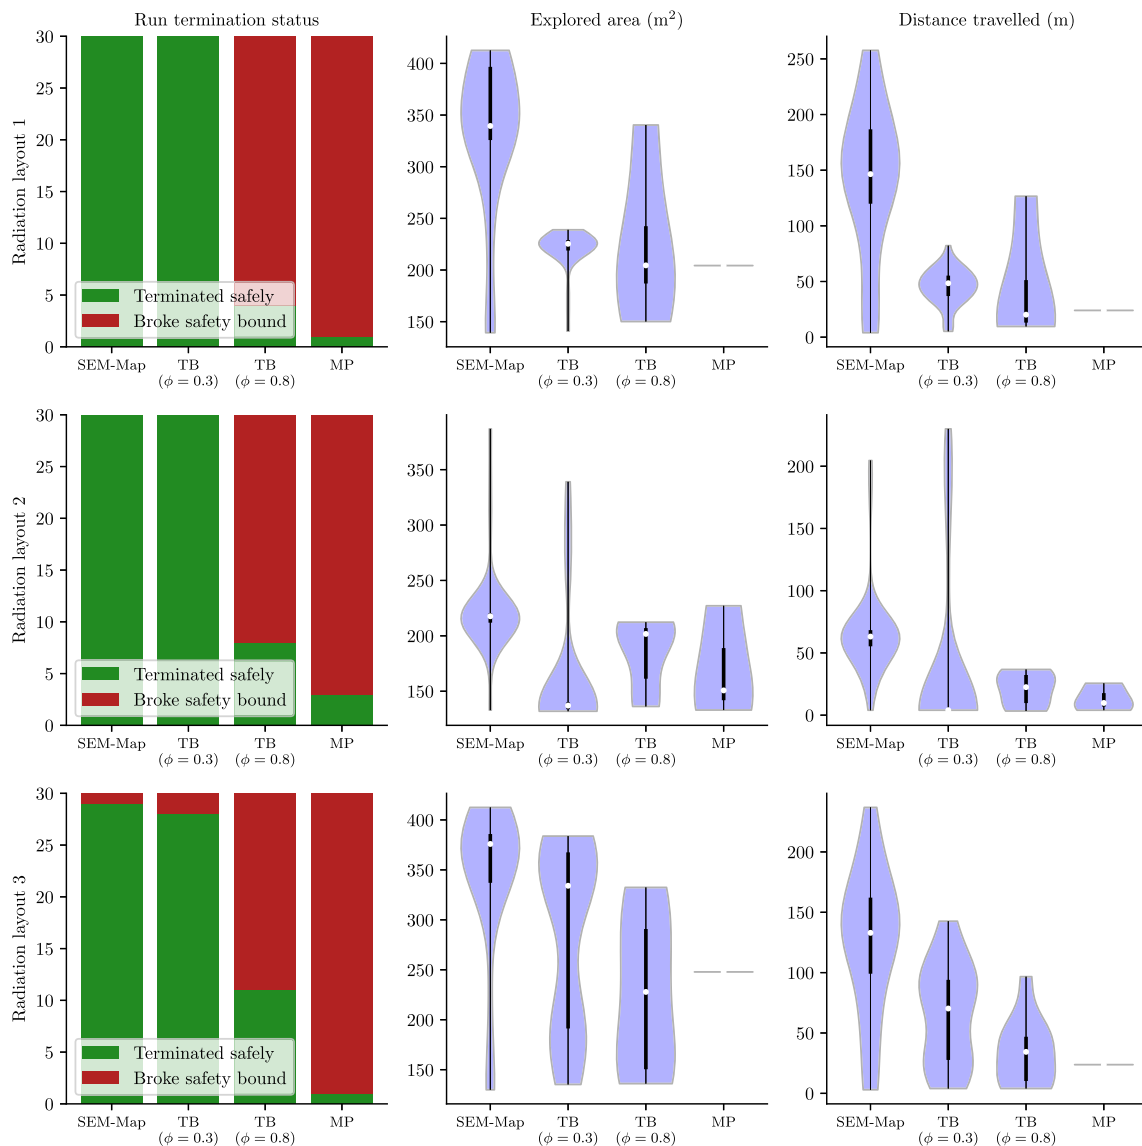 Run termination status
Explored area (m²)
Distance travelled (m)
Radiation layout 1
30
25
20
15
10
5
0
Terminated safely
Broke safety bound
SEM-Map
TB
(ϕ = 0.3)
TB
(ϕ = 0.8)
MP
400
350
300
250
200
150
SEM-Map
TB
(ϕ = 0.3)
TB
(ϕ = 0.8)
MP
250
200
150
100
50
0
SEM-Map
TB
(ϕ = 0.3)
TB
(ϕ = 0.8)
MP
Radiation layout 2
30
25
20
15
10
5
0
Terminated safely
Broke safety bound
SEM-Map
TB
(ϕ = 0.3)
TB
(ϕ = 0.8)
MP
350
300
250
200
150
SEM-Map
TB
(ϕ = 0.3)
TB
(ϕ = 0.8)
MP
200
150
100
50
0
SEM-Map
TB
(ϕ = 0.3)
TB
(ϕ = 0.8)
MP
Radiation layout 3
30
25
20
15
10
5
0
Terminated safely
Broke safety bound
SEM-Map
TB
(ϕ = 0.3)
TB
(ϕ = 0.8)
MP
400
350
300
250
200
150
SEM-Map
TB
(ϕ = 0.3)
TB
(ϕ = 0.8)
MP
200
150
100
50
0
SEM-Map
TB
(ϕ = 0.3)
TB
(ϕ = 0.8)
MP